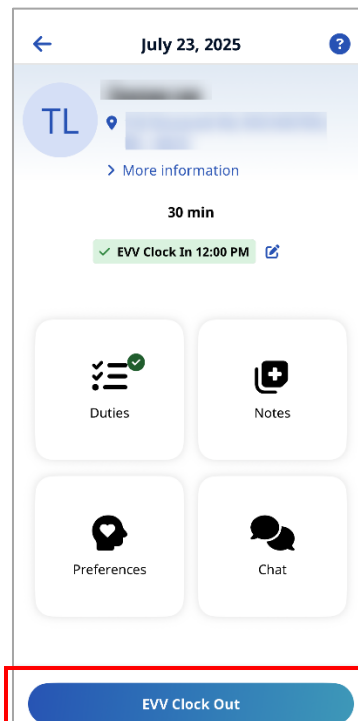 July 23, 2025
?
TL
More information
30 min
EVV Clock In 12:00 PM
Duties
Notes
Preferences
Chat
EVV Clock Out